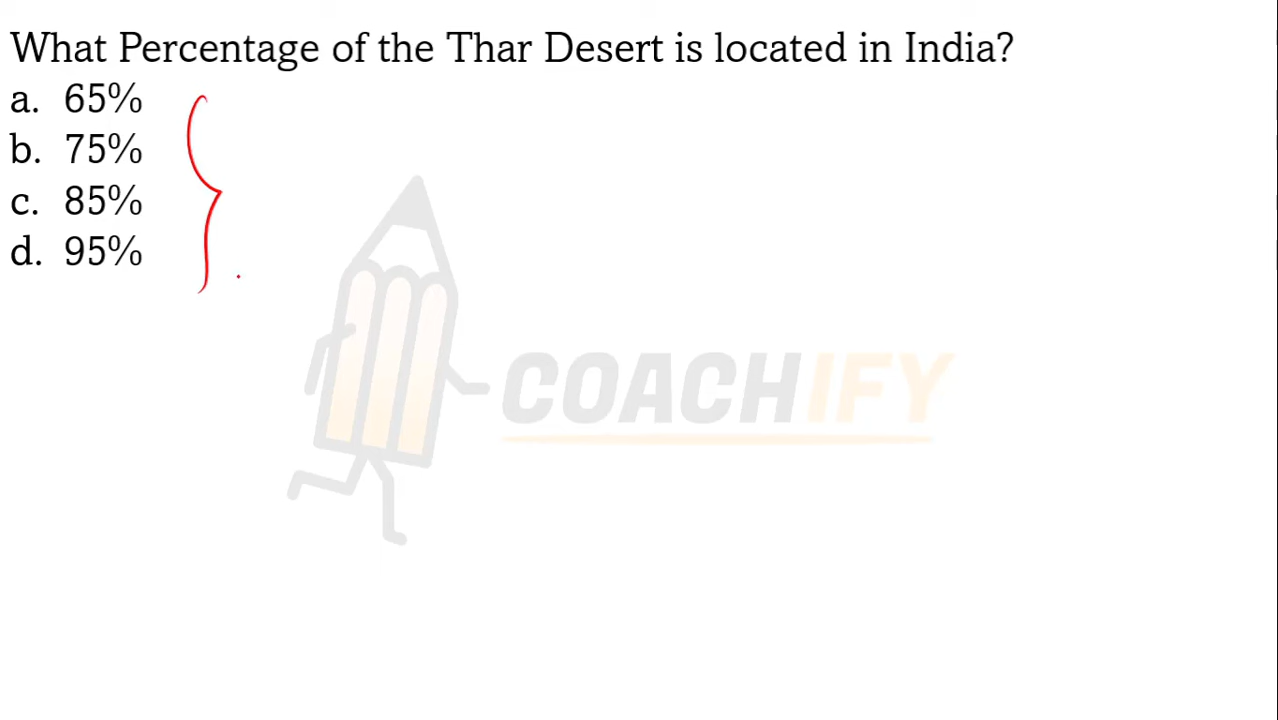 What Percentage of the Thar Desert is located in India?
a. 65%
b. 75%
c. 85%
d. 95%
COACHIFY